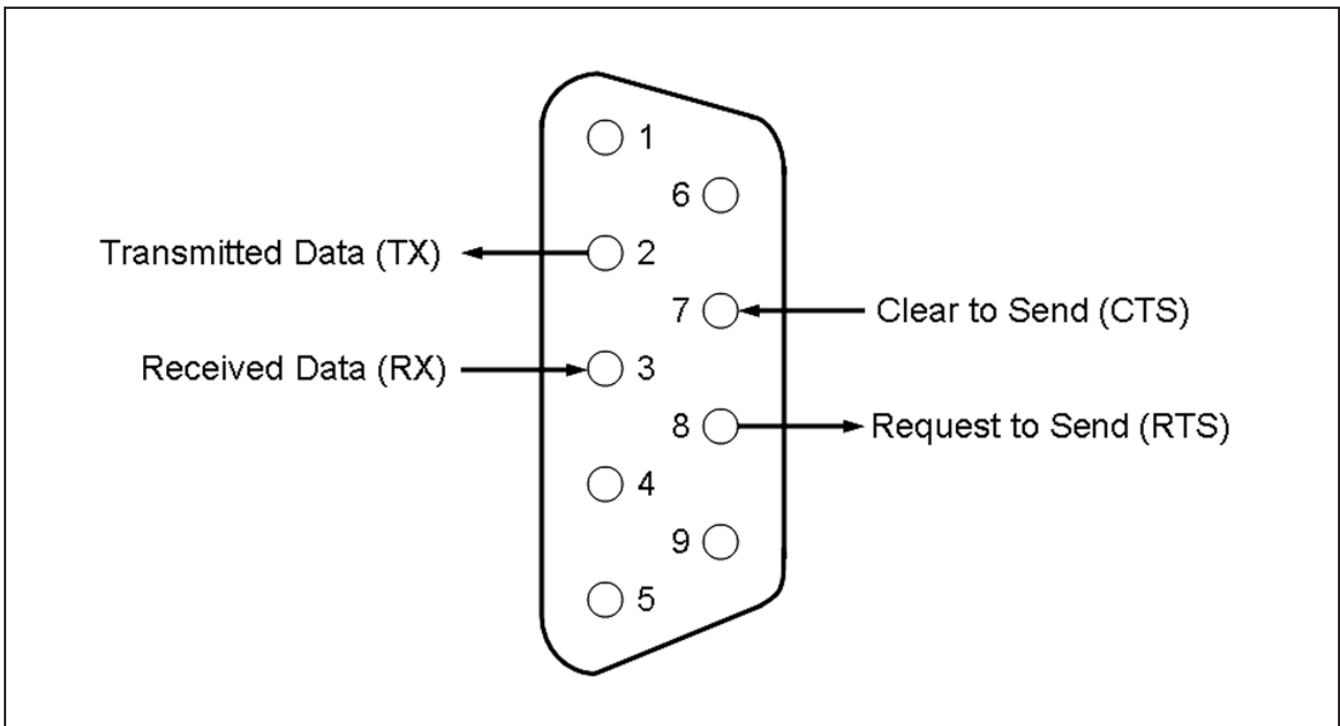 1
6
Transmitted Data (TX)
2
7
Clear to Send (CTS)
Received Data (RX)
3
8
Request to Send (RTS)
4
9
5